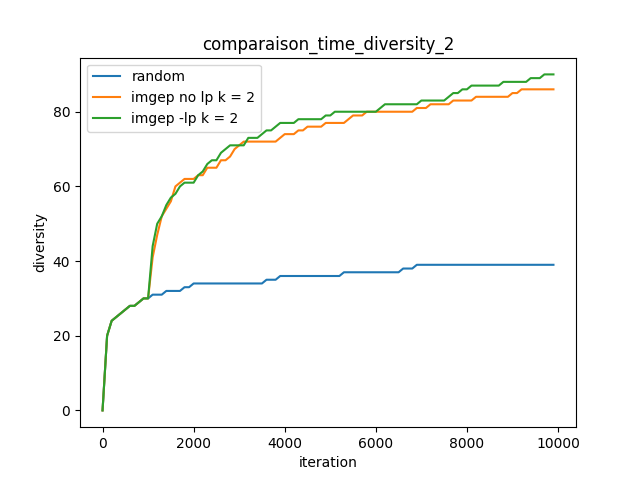 comparaison_time_diversity_2
random
imgep no lp k = 2
imgep -lp k = 2
diversity
80
60
40
20
0
0 2000 4000 6000 8000 10000
iteration